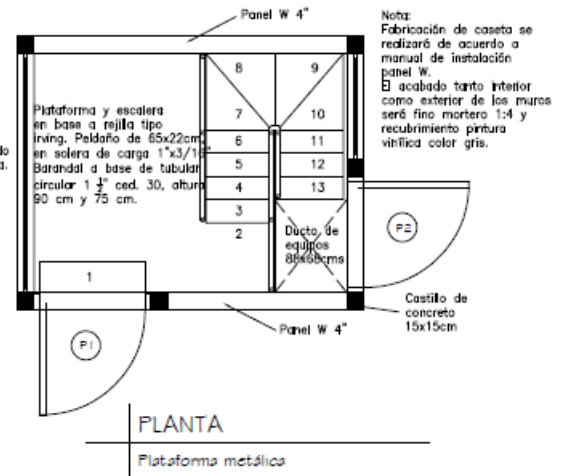 Panel W 4"
Nota:
Fabricación de caseta se
realizará de acuerdo a
manual de instalación
panel W.
El acabado tanto interior
como exterior de los muros
será fino mortero 1:4 y
recubrimiento pintura
vinílica color gris.
8
9
7
10
6
11
5
12
4
13
3
2
Plataforma y escalera
en base a rejilla tipo
irving. Peldaño de 65x22cm
en solera de carga 1"x3/16"
Barandal a base de tubular
circular 1 1/2" ced. 30, altura
90 cm y 75 cm.
a.
Ducto de
equipos
88x68cms
P2
1
P1
Castillo de
concreto
15x15cm
Panel W 4"
PLANTA
Plataforma metálica